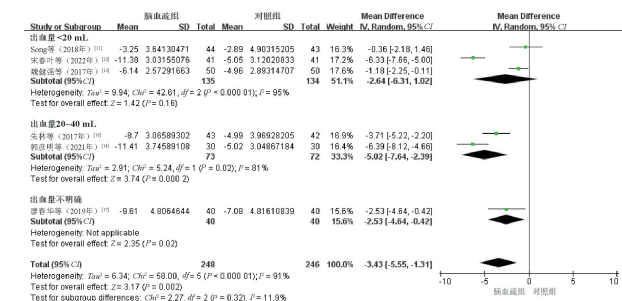 脑血疏组 对照组 Mean Difference Mean Difference
Study or Subgroup Mean SD Total Mean SD Total Weight IV, Random, 95%CI IV, Random, 95%CI
出血量<20 mL
Song等（2018年） -3.25 3.64130471 44 -2.89 4.90315205 43 16.3% -0.36 [-2.18, 1.46]
宋春叶等（2022年） -11.38 3.03155076 41 -5.05 3.12020833 41 17.2% -6.33 [-7.66, -5.00]
魏健强等（2017年） -6.14 2.57291663 50 -4.96 2.89314707 50 17.5% -1.18 [-2.25, -0.11]
Subtotal (95%CI) 135 134 51.1% -2.64 [-6.31, 1.02]
Heterogeneity: Tau² = 9.94; Chi² = 42.61, df = 2 (P < 0.000 01); I² = 95%
Test for overall effect: Z = 1.42 (P = 0.16)
出血量20~40 mL
朱林等（2017年） -8.7 3.06589302 43 -4.99 3.96928205 42 16.9% -3.71 [-5.22, -2.20]
郭彦明等（2021年） -11.41 3.74589108 30 -5.02 3.04867184 30 16.5% -6.39 [-8.12, -4.66]
Subtotal (95%CI) 73 72 33.3% -5.02 [-7.64, -2.39]
Heterogeneity: Tau² = 2.91; Chi² = 5.24, df = 1 (P = 0.02); I² = 81%
Test for overall effect: Z = 3.74 (P = 0.000 2)
出血量不明确
廖春华等（2019年） -9.61 4.8064644 40 -7.08 4.81610839 40 15.6% -2.53 [-4.64, -0.42]
Subtotal (95%CI) 40 40 15.6% -2.53 [-4.64, -0.42]
Heterogeneity: Not applicable
Test for overall effect: Z = 2.35 (P = 0.02)
Total (95%CI) 248 246 100.0% -3.43 [-5.55, -1.31]
Heterogeneity: Tau² = 6.34; Chi² = 58.00, df = 5 (P < 0.000 01); I² = 91%
Test for overall effect: Z = 3.17 (P = 0.002)
Test for subgroup differences: Chi² = 2.27, df = 2 (P = 0.32), I² = 11.9%
-10 -5 0 5 10
脑血疏组 对照组